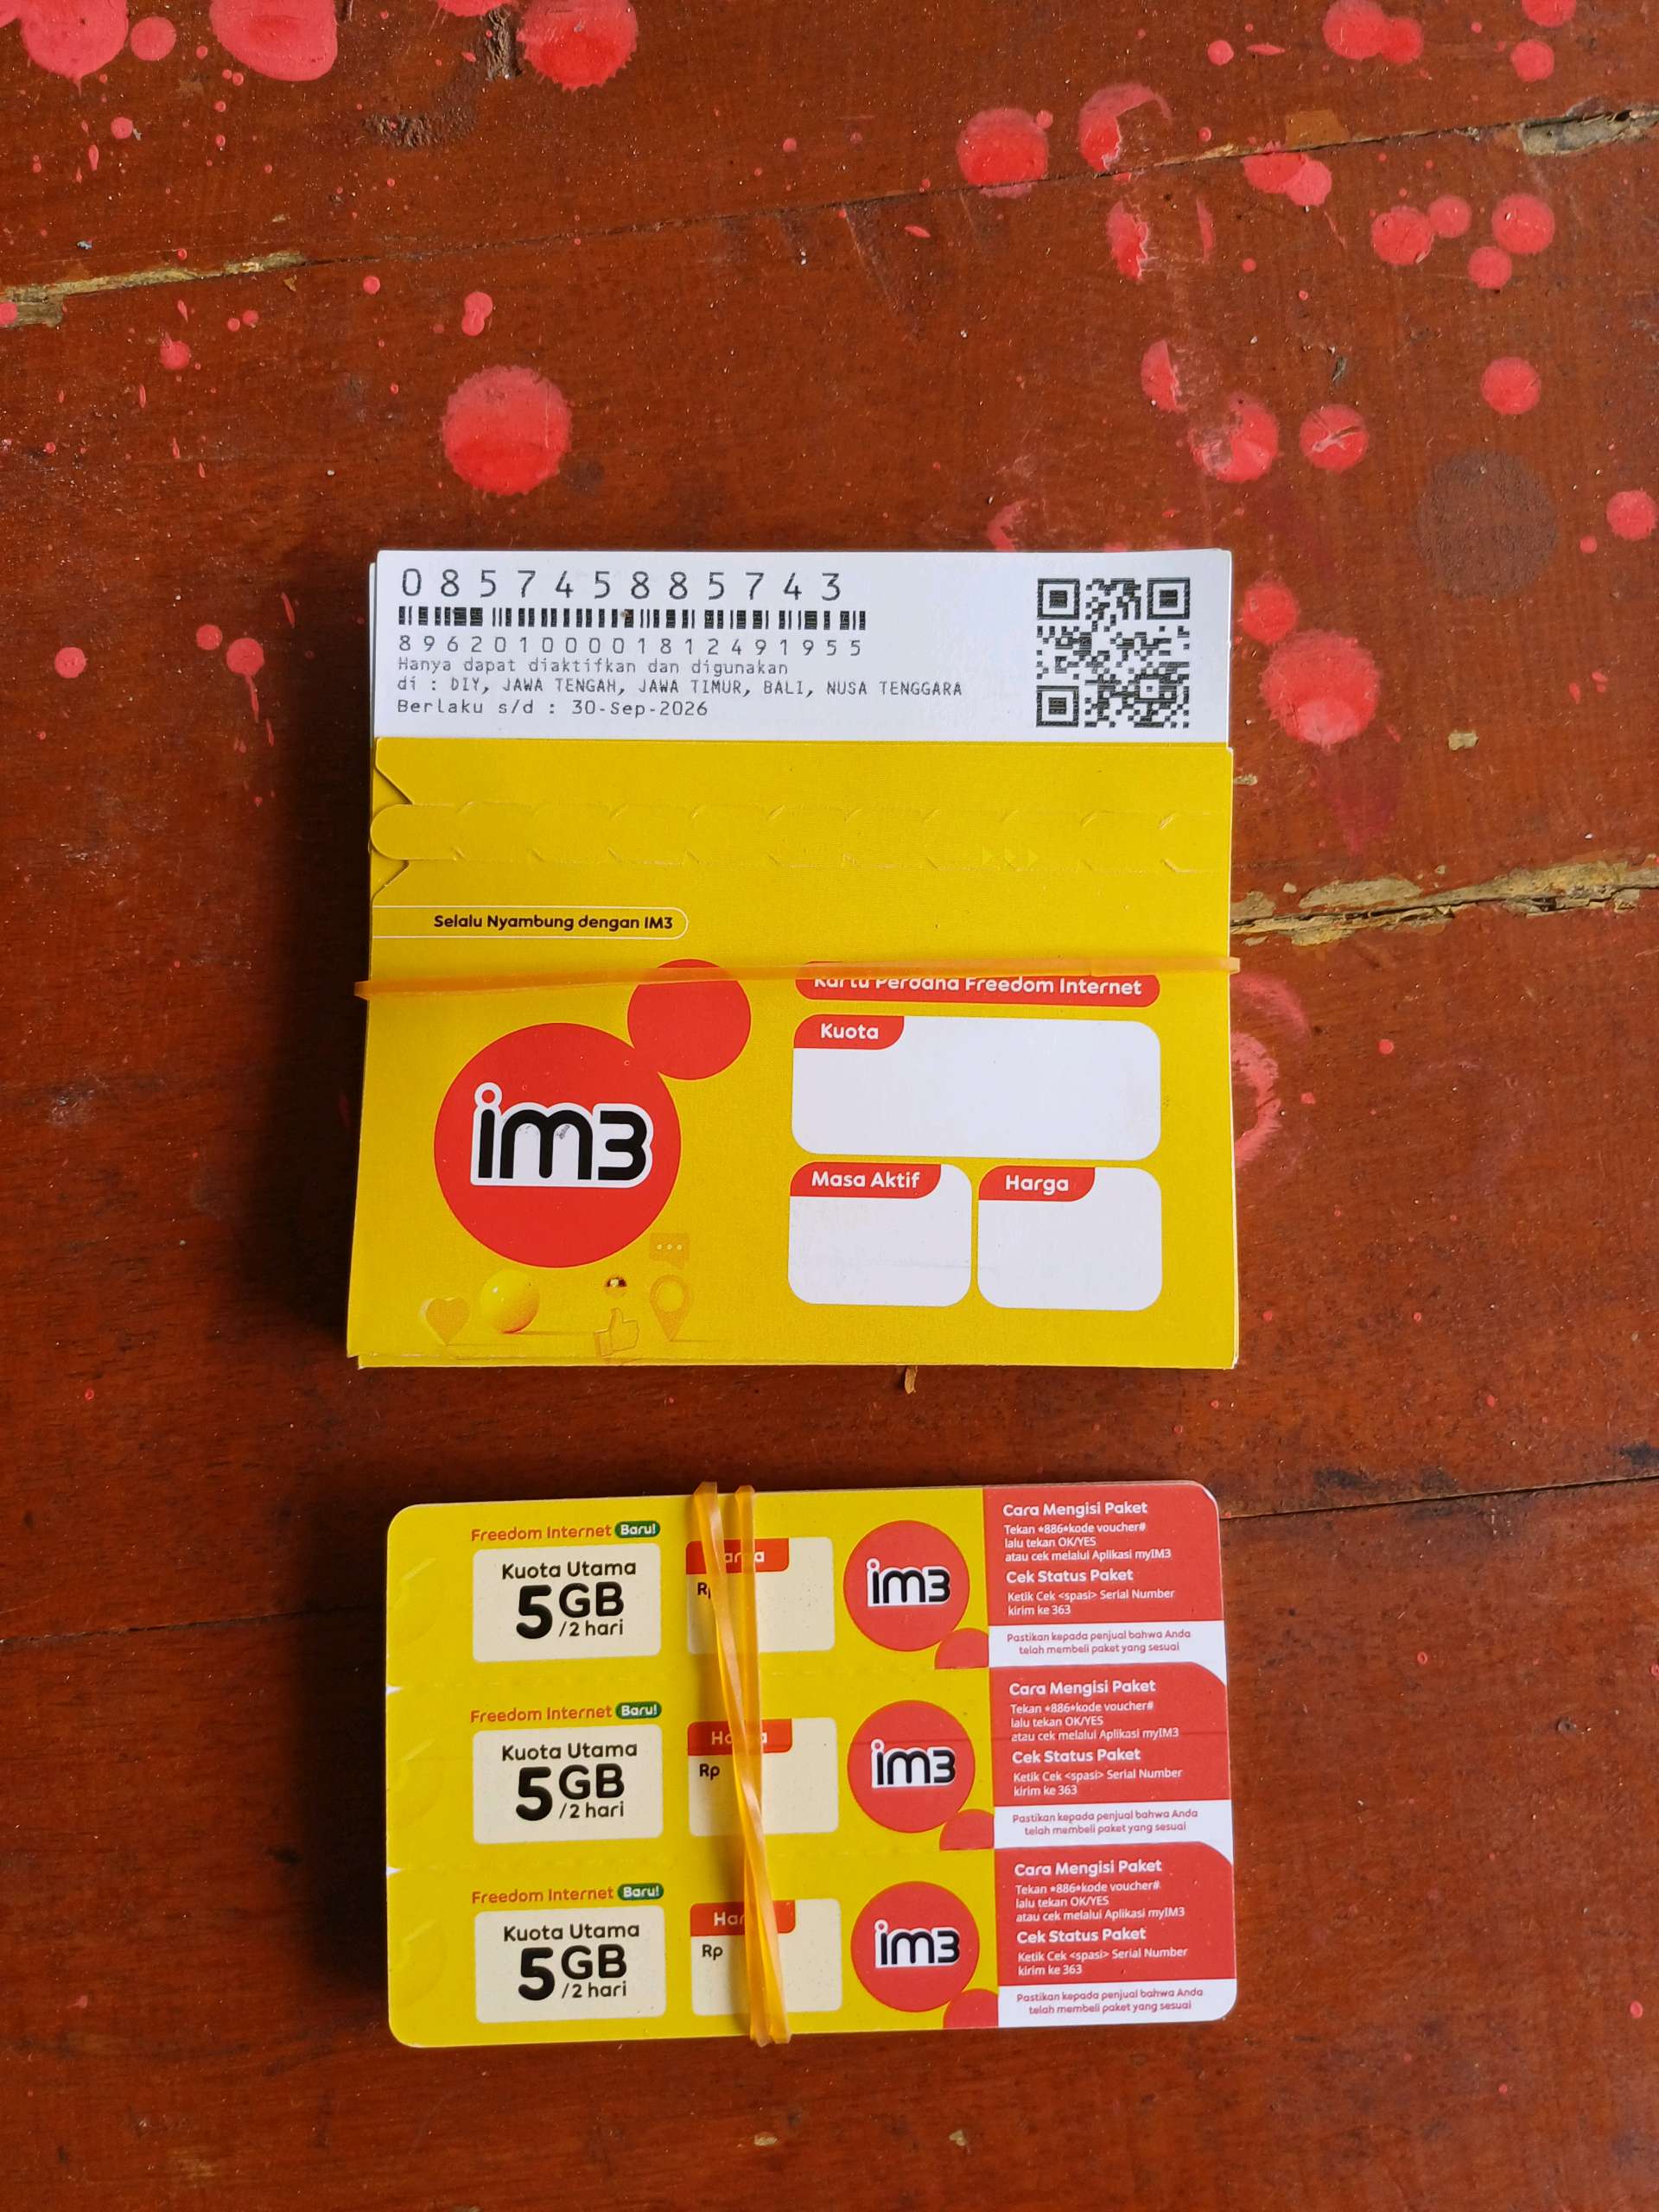 085745885743
89620100001812491955
Hanya dapat diaktifkan dan digunakan
di : DIY, JAWA TENGAH, JAWA TIMUR, BALI, NUSA TENGGARA
Berlaku s/d : 30-Sep-2026
Selalu Nyambung dengan IM3
Kartu Perdana Freedom Internet
Kuota
im3
Masa Aktif
Harga
Freedom Internet Baru!
Kuota Utama
5 GB
/2 hari
Rp
im3
Cara Mengisi Paket
Tekan *886*kode voucher#
lalu tekan OK/YES
atau cek melalui Aplikasi myIM3
Cek Status Paket
Ketik Cek <spasi> Serial Number
kirim ke 363
Pastikan kepada penjual bahwa Anda
telah membeli paket yang sesuai
Freedom Internet Baru!
Kuota Utama
5 GB
/2 hari
Rp
im3
Cara Mengisi Paket
Tekan *886*kode voucher#
lalu tekan OK/YES
atau cek melalui Aplikasi myIM3
Cek Status Paket
Ketik Cek <spasi> Serial Number
kirim ke 363
Pastikan kepada penjual bahwa Anda
telah membeli paket yang sesuai
Freedom Internet Baru!
Kuota Utama
5 GB
/2 hari
Rp
im3
Cara Mengisi Paket
Tekan *886*kode voucher#
lalu tekan OK/YES
atau cek melalui Aplikasi myIM3
Cek Status Paket
Ketik Cek <spasi> Serial Number
kirim ke 363
Pastikan kepada penjual bahwa Anda
telah membeli paket yang sesuai